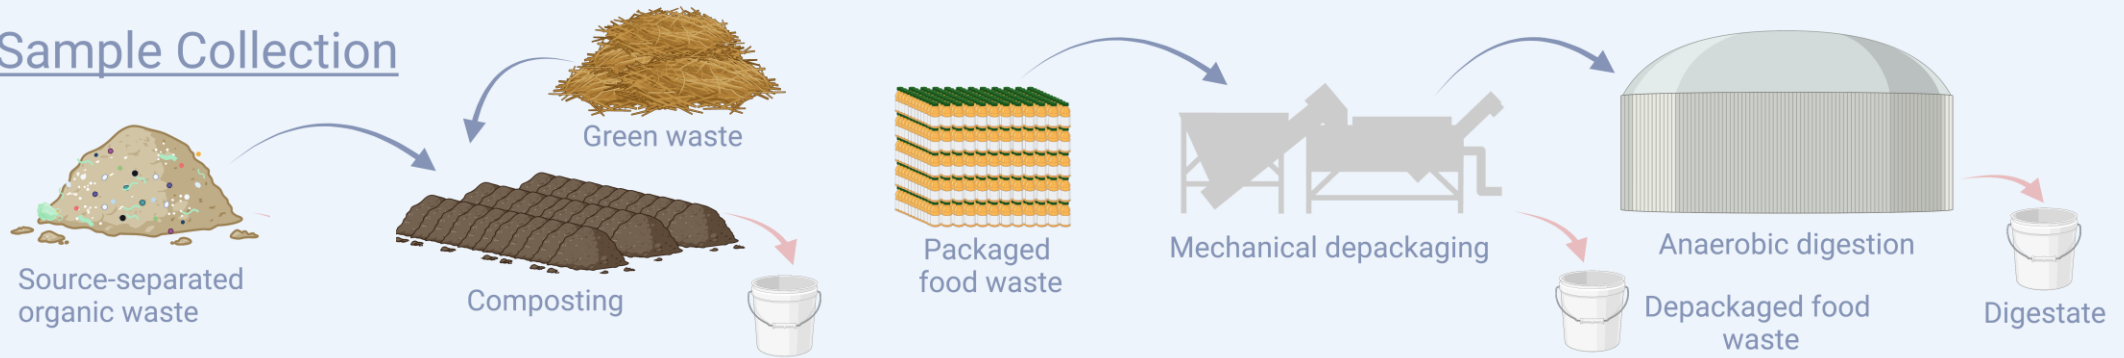 Sample Collection
Green waste
Source-separated
organic waste
Composting
Packaged
food waste
Mechanical depackaging
Anaerobic digestion
Depackaged food
waste
Digestate